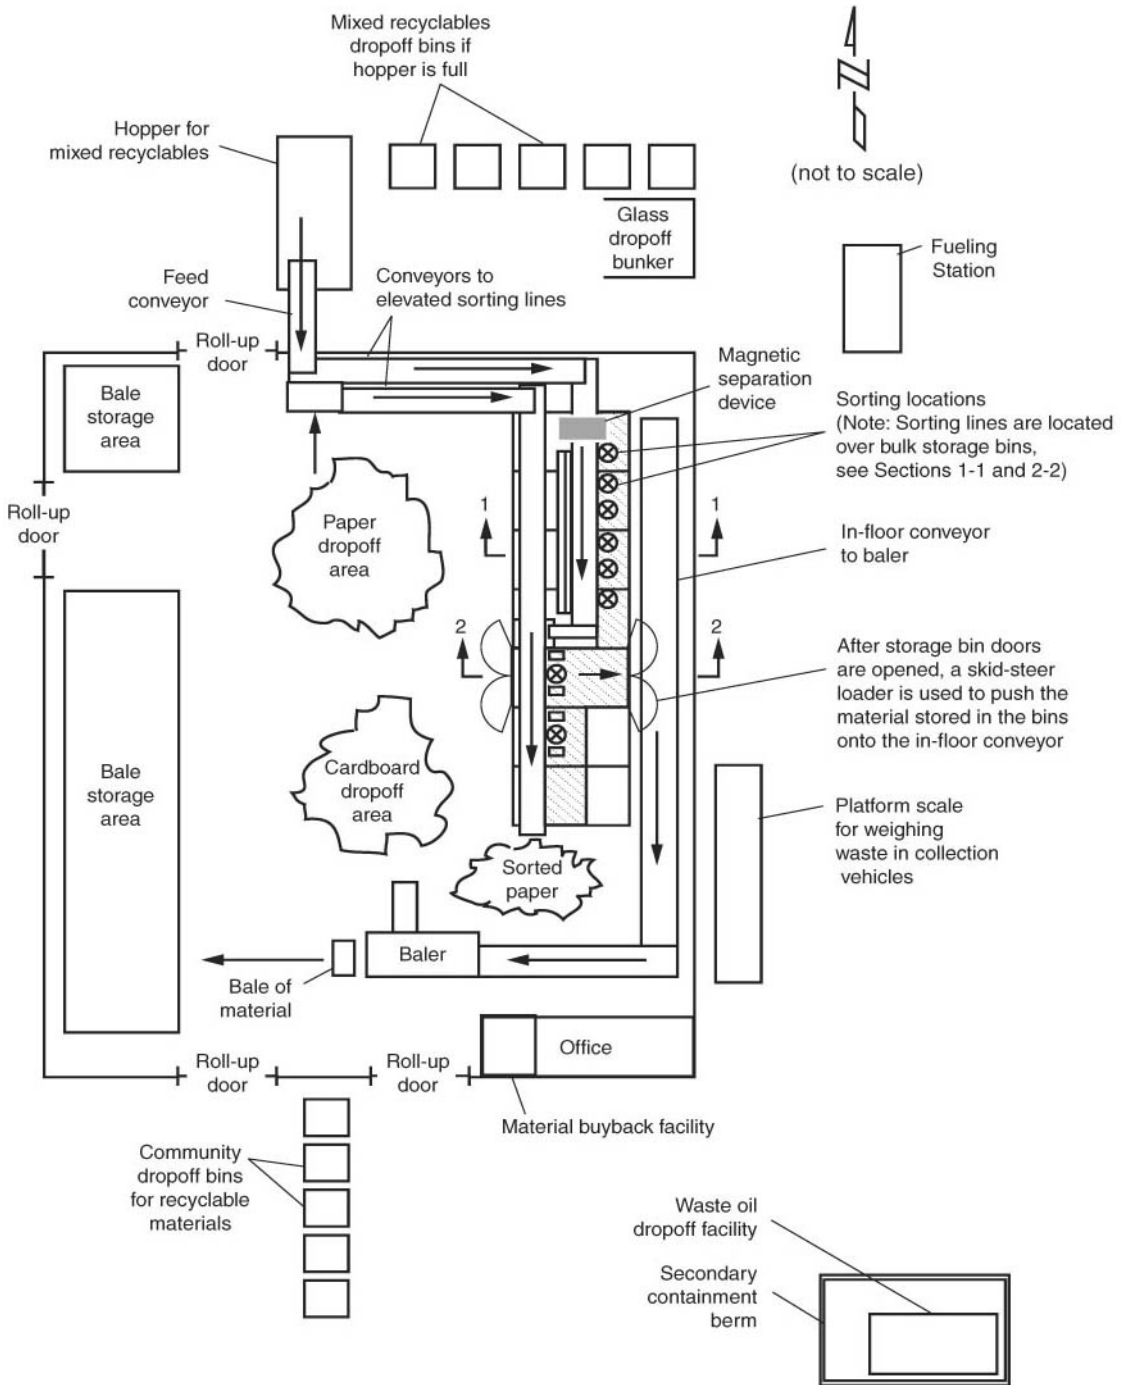 Mixed recyclables
dropoff bins if
hopper is full
Hopper for
mixed recyclables
N
(not to scale)
Glass
dropoff
bunker
Fueling
Station
Feed
conveyor
Conveyors to
elevated sorting lines
Roll-up
door
Magnetic
separation
device
Bale
storage
area
Sorting locations
(Note: Sorting lines are located
over bulk storage bins,
see Sections 1-1 and 2-2)
Roll-up
door
Paper
dropoff
area
1
1
In-floor conveyor
to baler
2
2
After storage bin doors
are opened, a skid-steer
loader is used to push the
material stored in the bins
onto the in-floor conveyor
Bale
storage
area
Cardboard
dropoff
area
Platform scale
for weighing
waste in collection
vehicles
Sorted
paper
Baler
Bale of
material
Office
Roll-up
door
Roll-up
door
Material buyback facility
Community
dropoff bins
for recyclable
materials
Waste oil
dropoff facility
Secondary
containment
berm